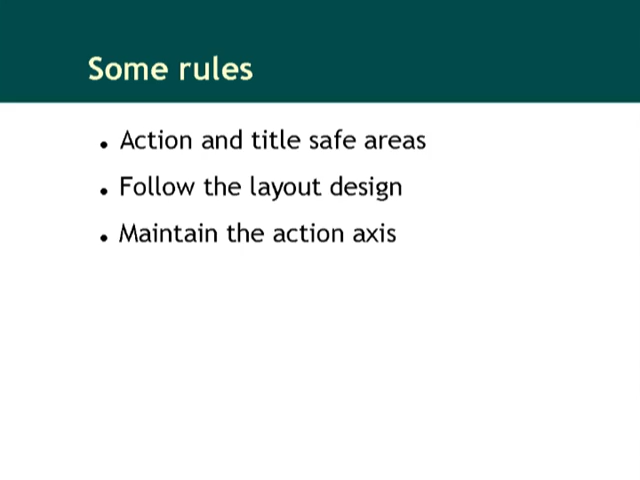 Some rules
• Action and title safe areas
• Follow the layout design
• Maintain the action axis